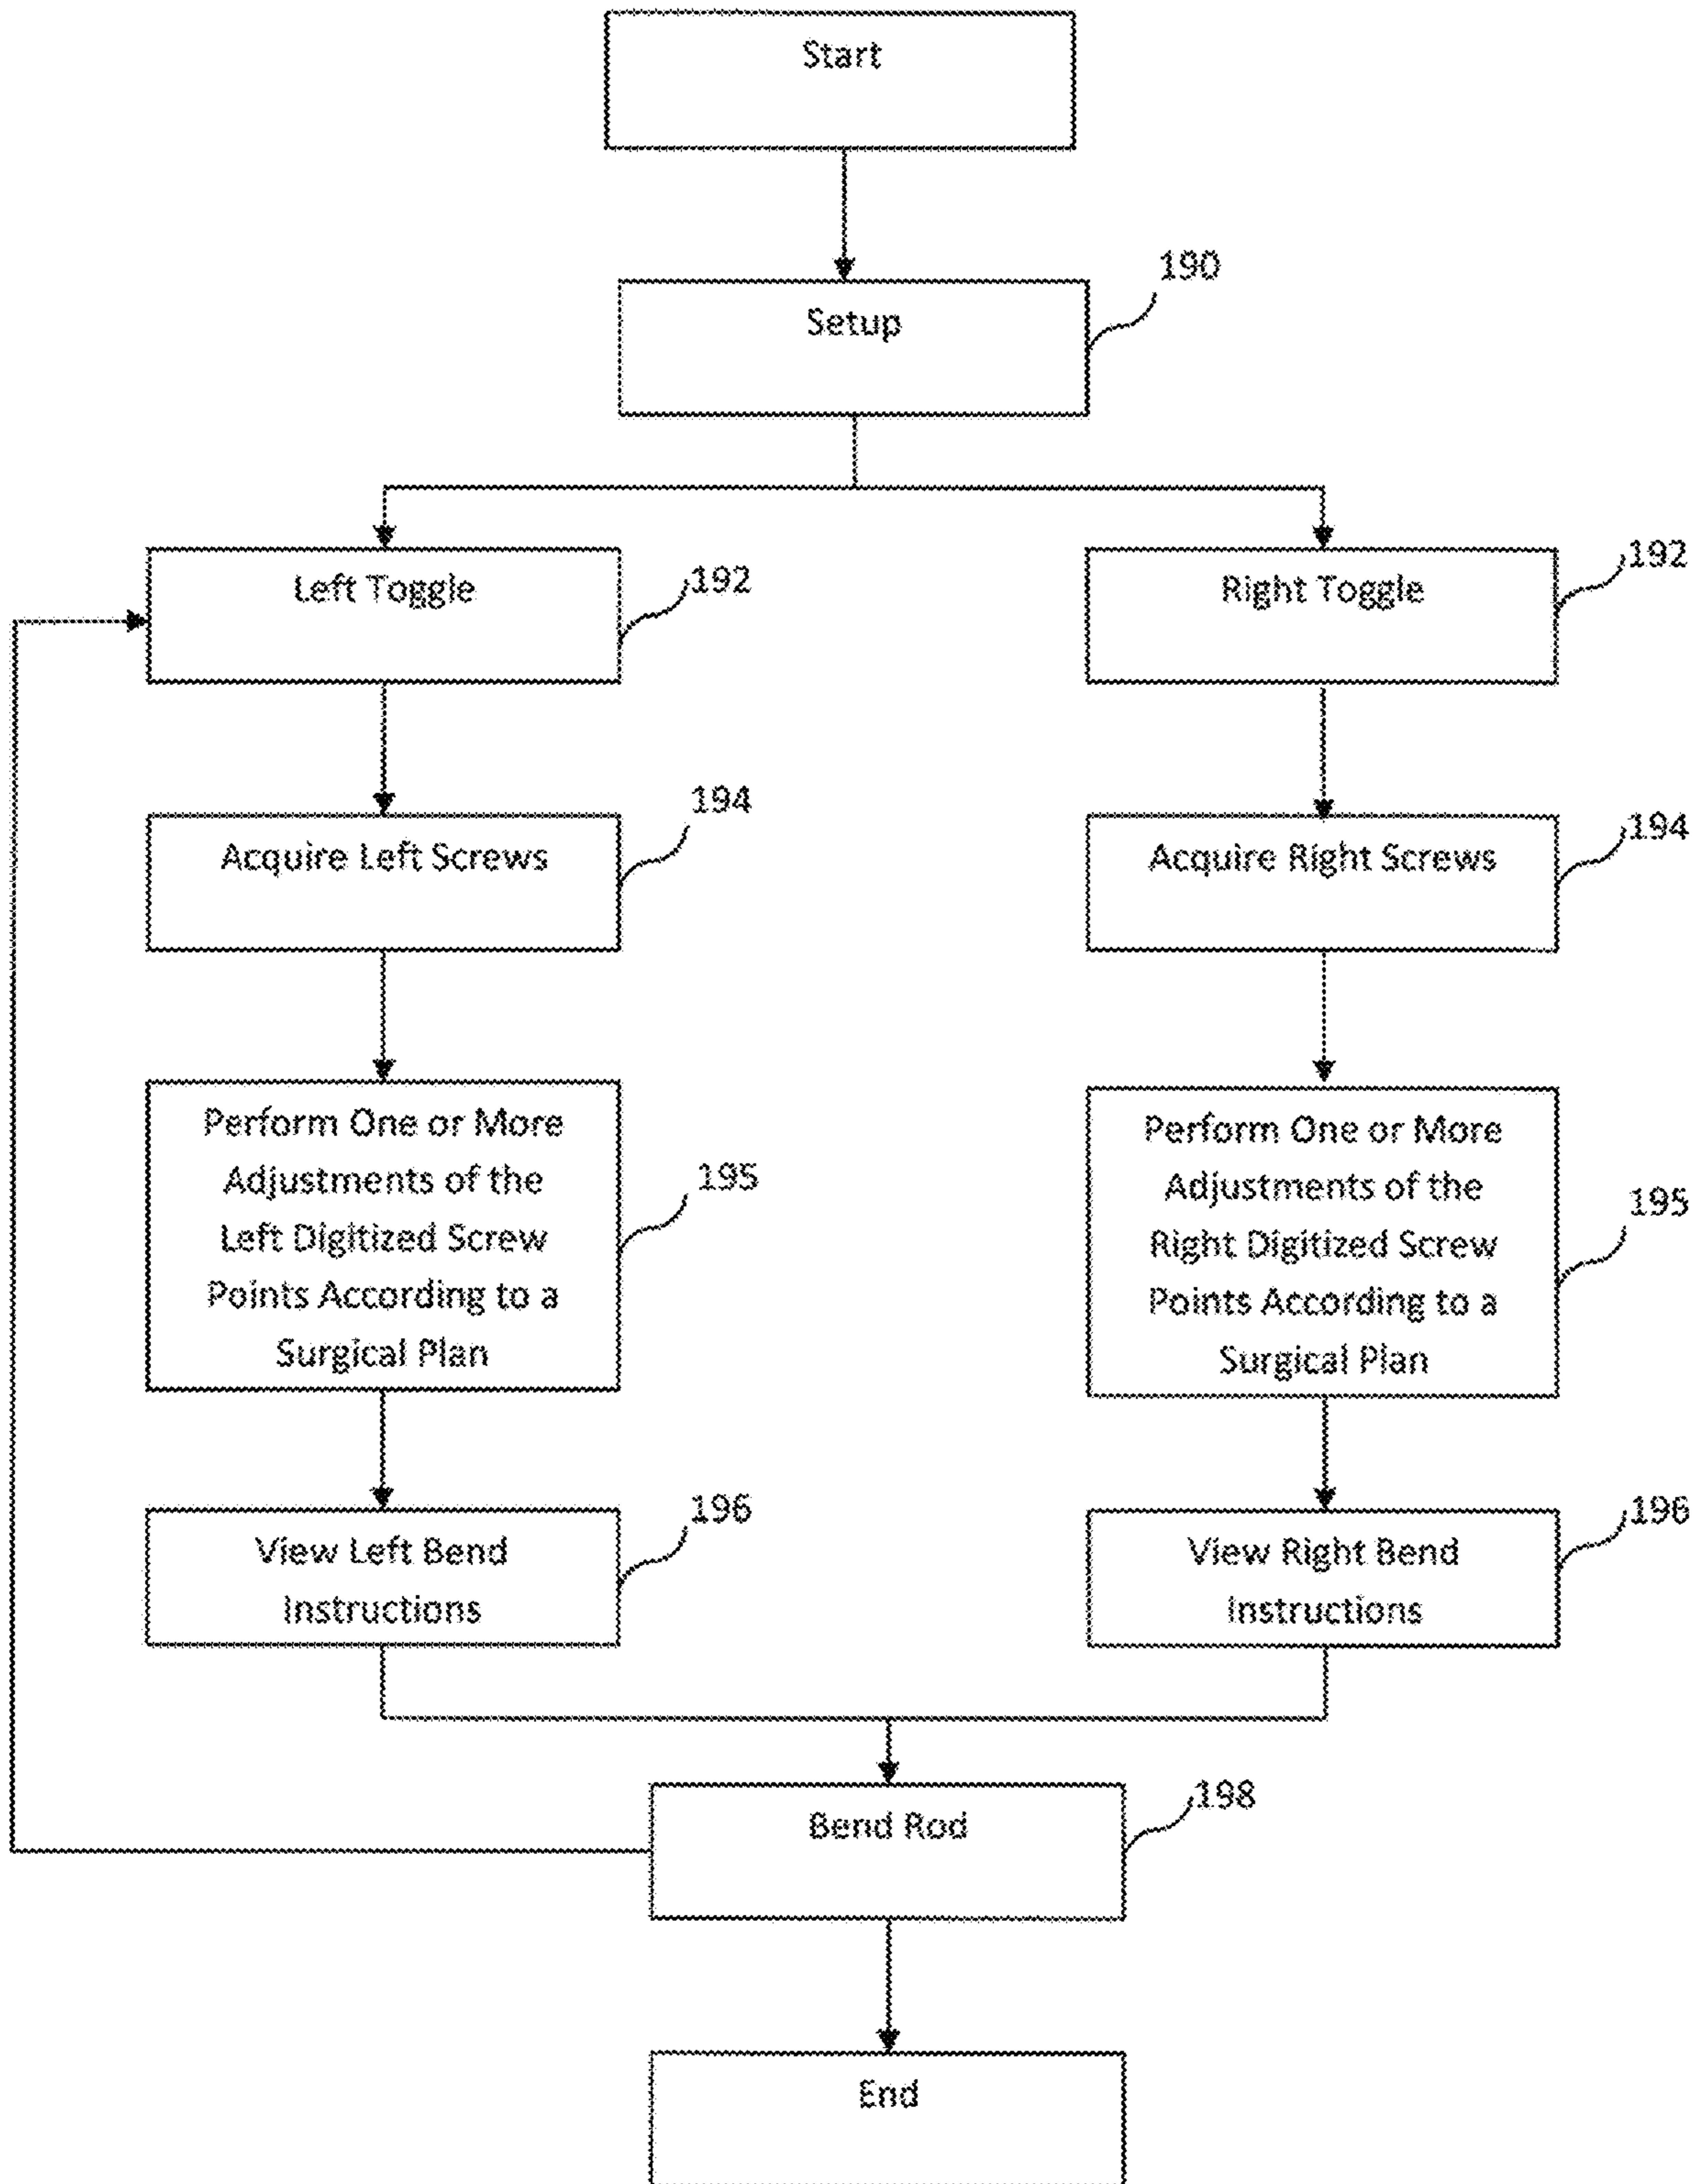 Start
Setup
190
Left Toggle
192
Right Toggle
192
Acquire Left Screws
194
Acquire Right Screws
194
Perform One or More
Adjustments of the
Left Digitized Screw
Points According to a
Surgical Plan
195
Perform One or More
Adjustments of the
Right Digitized Screw
Points According to a
Surgical Plan
195
View Left Bend
Instructions
196
View Right Bend
Instructions
196
Bend Rod
198
End